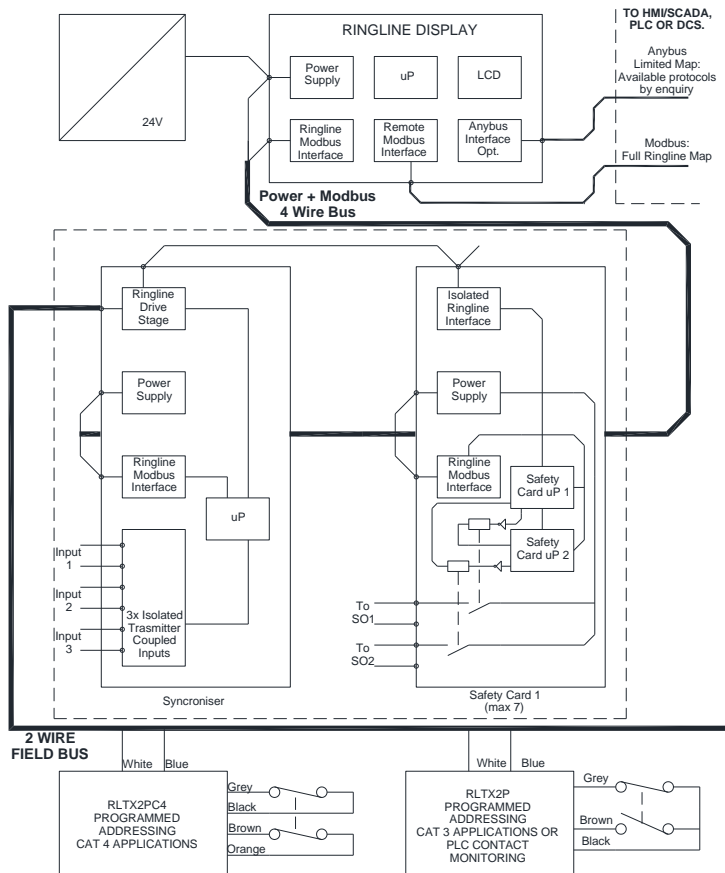 TO HMI/SCADA,
PLC OR DCS.
RINGLINE DISPLAY
Anybus
Limited Map:
Available protocols
by enquiry
Power
Supply
uP
LCD
24V
Ringline
Modbus
Interface
Remote
Modbus
Interface
Anybus
Interface
Opt.
Modbus:
Full Ringline Map
Power + Modbus
4 Wire Bus
Ringline
Drive
Stage
Isolated
Ringline
Interface
Power
Supply
Power
Supply
Ringline
Modbus
Interface
Ringline
Modbus
Interface
uP
Safety
Card uP 1
Safety
Card uP 2
Input
1
Input
2
Input
3
3x Isolated
Trasmitter
Coupled
Inputs
To
SO1
To
SO2
Syncroniser
Safety Card 1
(max 7)
2 WIRE
FIELD BUS
White
Blue
White
Blue
RLTX2PC4
PROGRAMMED
ADDRESSING
CAT 4 APPLICATIONS
Grey
Black
Brown
Orange
RLTX2P
PROGRAMMED
ADDRESSING
CAT 3 APPLICATIONS OR
PLC CONTACT
MONITORING
Grey
Brown
Black